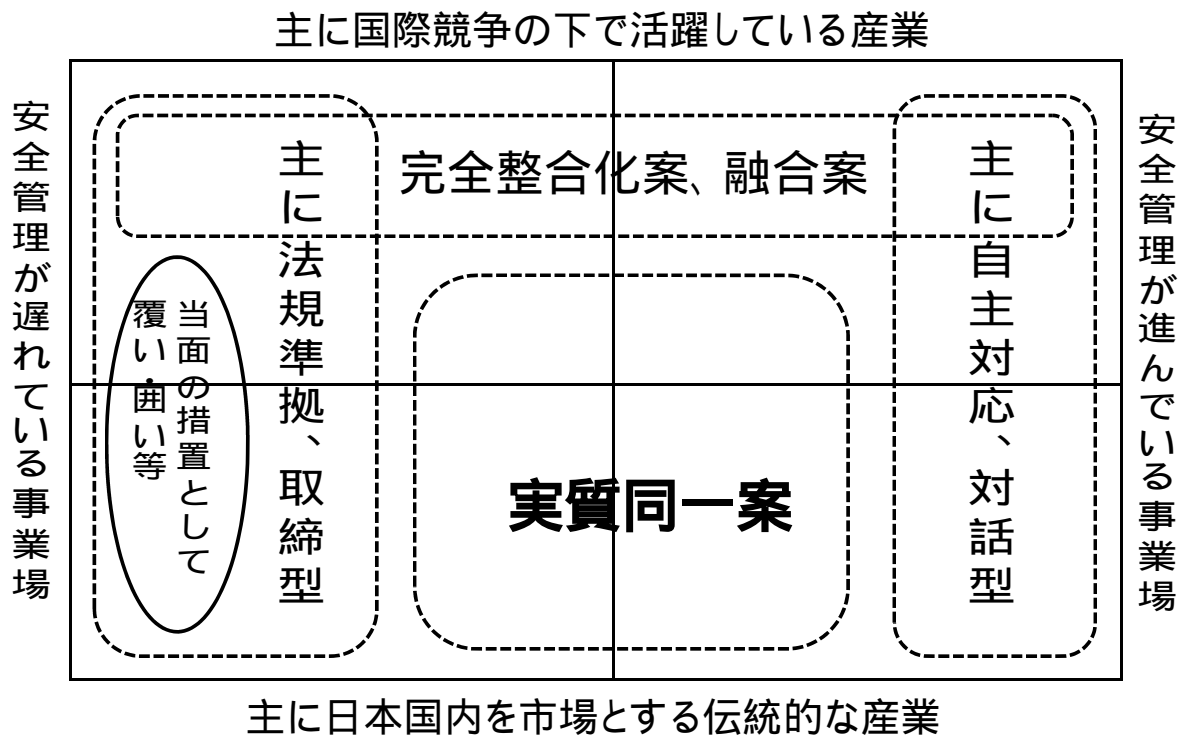 主に国際競争の下で活躍している産業
安全管理が遅れている事業場
当面の措置として
覆い・囲い等
主に法規準拠、取締型
完全整合化案、融合案
実質同一案
主に自主対応、対話型
安全管理が進んでいる事業場
主に日本国内を市場とする伝統的な産業